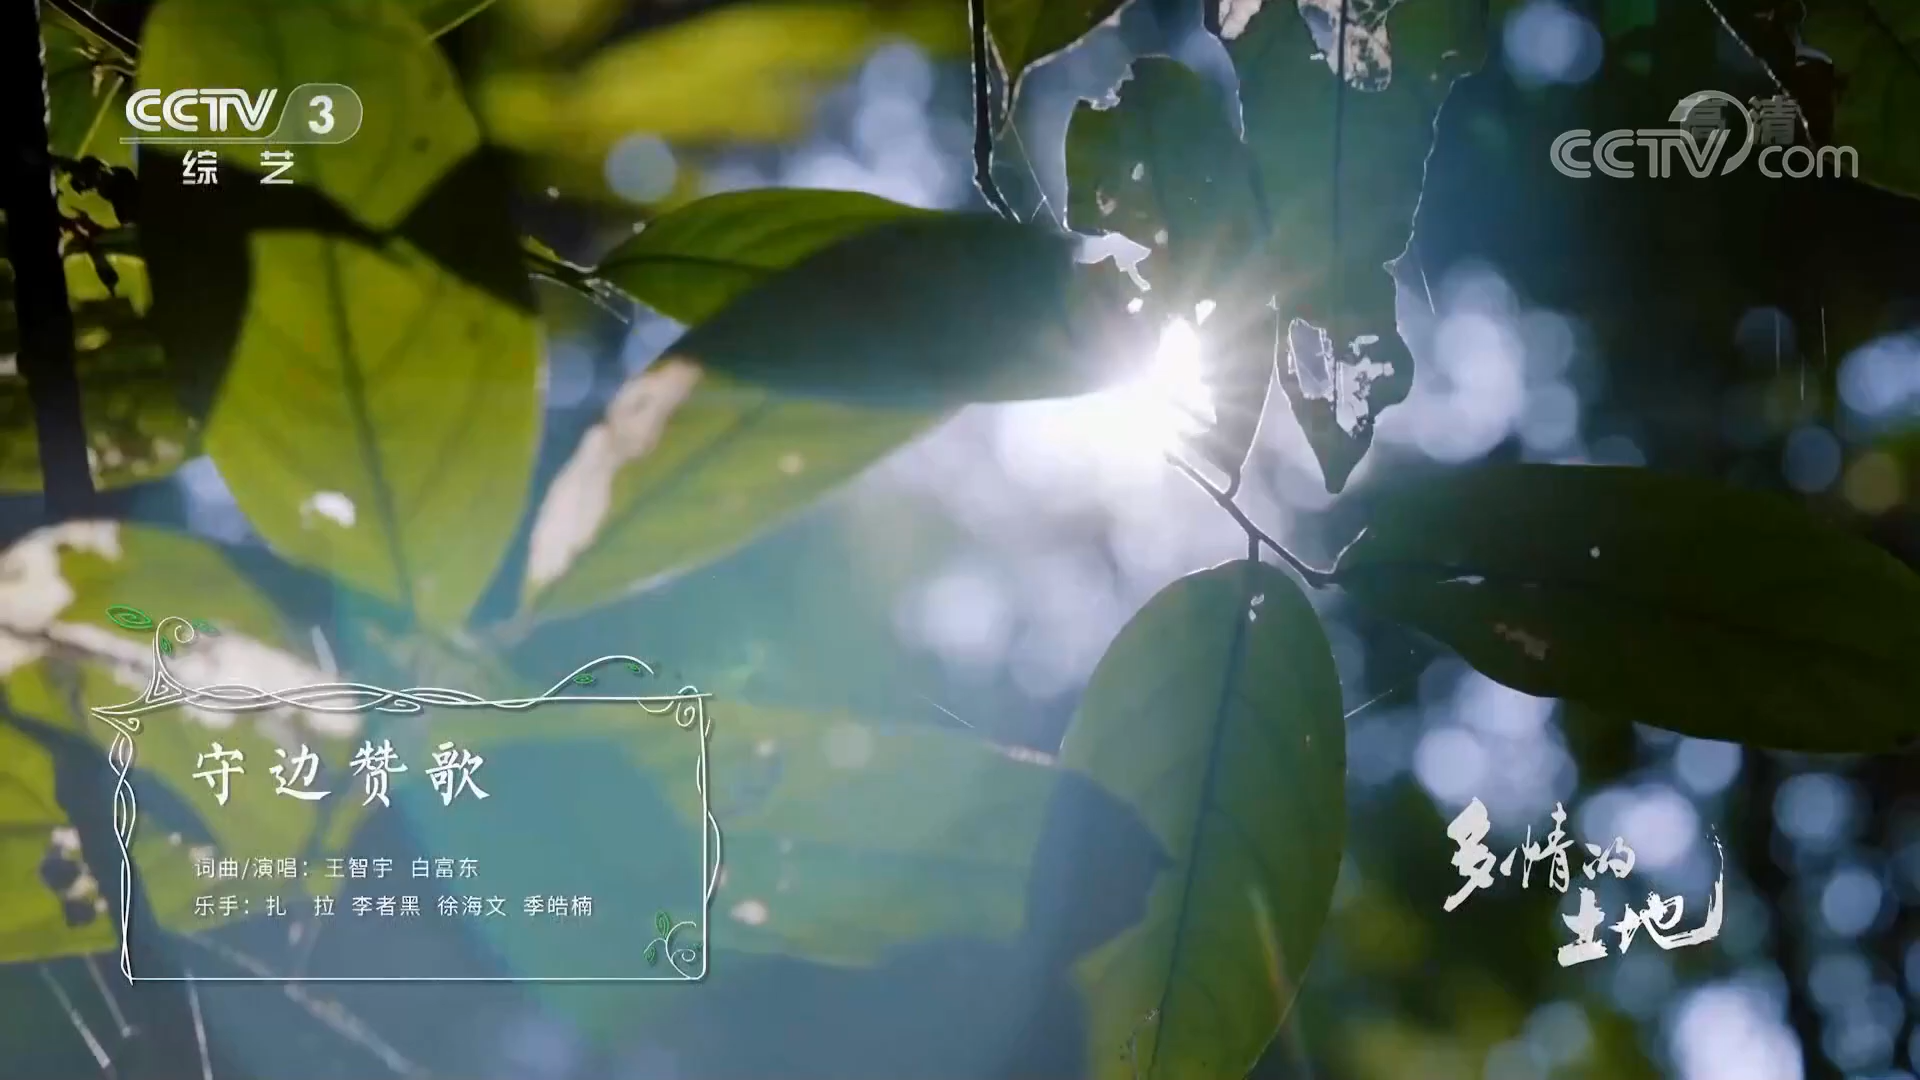 CCTV 3
综艺
高清
CCTV.com
守边赞歌
词曲/演唱：王智宇 白富东
乐手：扎 拉 李者黑 徐海文 季皓楠
多情的
土地